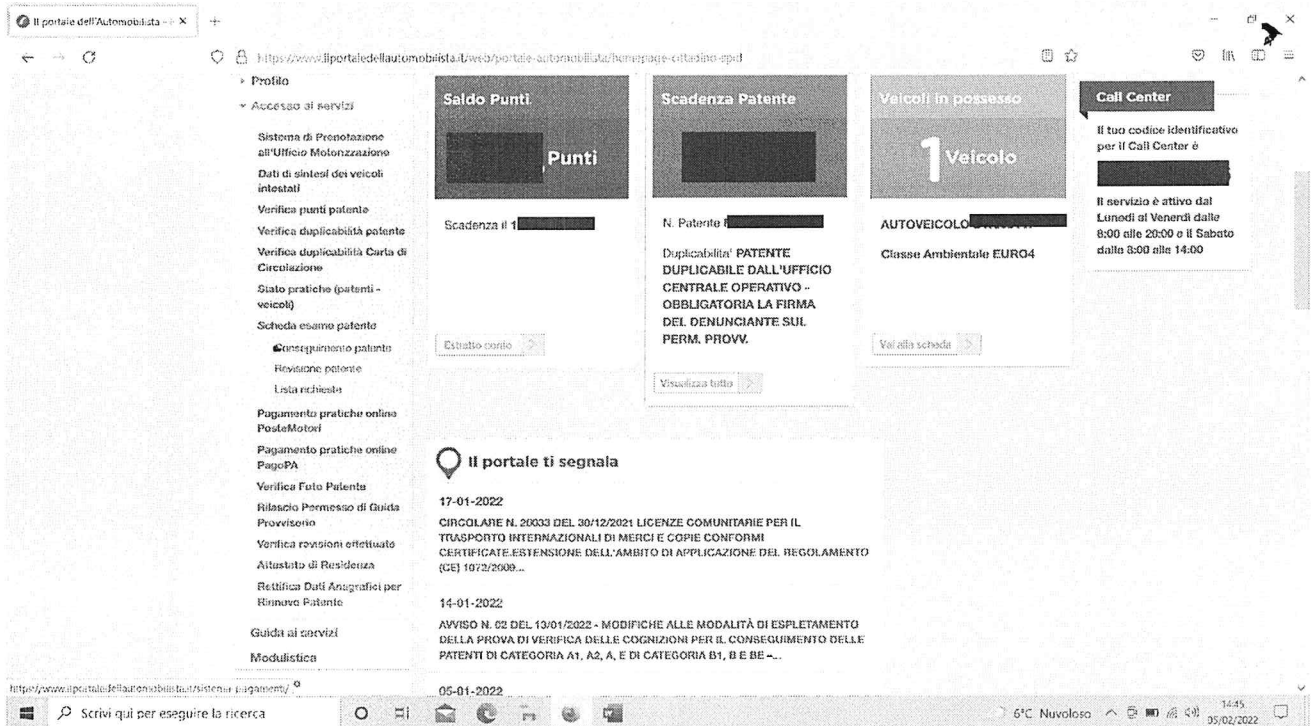 Il portale dell'Automobilista -
https://www.ilportaledellautomobilista.it/web/portale-automobilista/homepage-cittadino-spid
Profilo
Accesso ai servizi
Sistema di Prenotazione
all'Ufficio Motorizzazione
Dati di sintesi dei veicoli
intestati
Verifica punti patente
Verifica duplicabilità patente
Verifica duplicabilità Carta di
Circolazione
Stato pratiche (patenti -
veicoli)
Scheda esame patente
Conseguimento patente
Revisione patente
Lista richieste
Pagamento pratiche online
PosteMotori
Pagamento pratiche online
PagoPA
Verifica Foto Patente
Rilascio Permesso di Guida
Provvisorio
Verifica revisioni effettuate
Attestato di Residenza
Rettifica Dati Anagrafici per
Rinnovo Patente
Guida ai servizi
Modulistica
Saldo Punti
Punti
Scadenza il 1
Estratto conto
Scadenza Patente
N. Patente
Duplicabilita' PATENTE
DUPLICABILE DALL'UFFICIO
CENTRALE OPERATIVO -
OBBLIGATORIA LA FIRMA
DEL DENUNCIANTE SUL
PERM. PROVV.
Visualizza tutto
Veicoli in possesso
1 Veicolo
AUTOVEICOLO
Classe Ambientale EURO4
Vai alla scheda
Call Center
Il tuo codice identificativo
per il Call Center è
Il servizio è attivo dal
Lunedì al Venerdì dalle
8:00 alle 20:00 e il Sabato
dalle 8:00 alle 14:00
Il portale ti segnala
17-01-2022
CIRCOLARE N. 20033 DEL 30/12/2021 LICENZE COMUNITARIE PER IL
TRASPORTO INTERNAZIONALI DI MERCI E COPIE CONFORMI
CERTIFICATE.ESTENSIONE DELL'AMBITO DI APPLICAZIONE DEL REGOLAMENTO
(CE) 1072/2009...
14-01-2022
AVVISO N. 02 DEL 13/01/2022 - MODIFICHE ALLE MODALITÀ DI ESPLETAMENTO
DELLA PROVA DI VERIFICA DELLE COGNIZIONI PER IL CONSEGUIMENTO DELLE
PATENTI DI CATEGORIA A1, A2, A, E DI CATEGORIA B1, B E BE -...
05-01-2022
https://www.ilportaledellautomobilista.it/sistema-pagamenti/
Scrivi qui per eseguire la ricerca
6°C Nuvoloso
14:45
05/02/2022